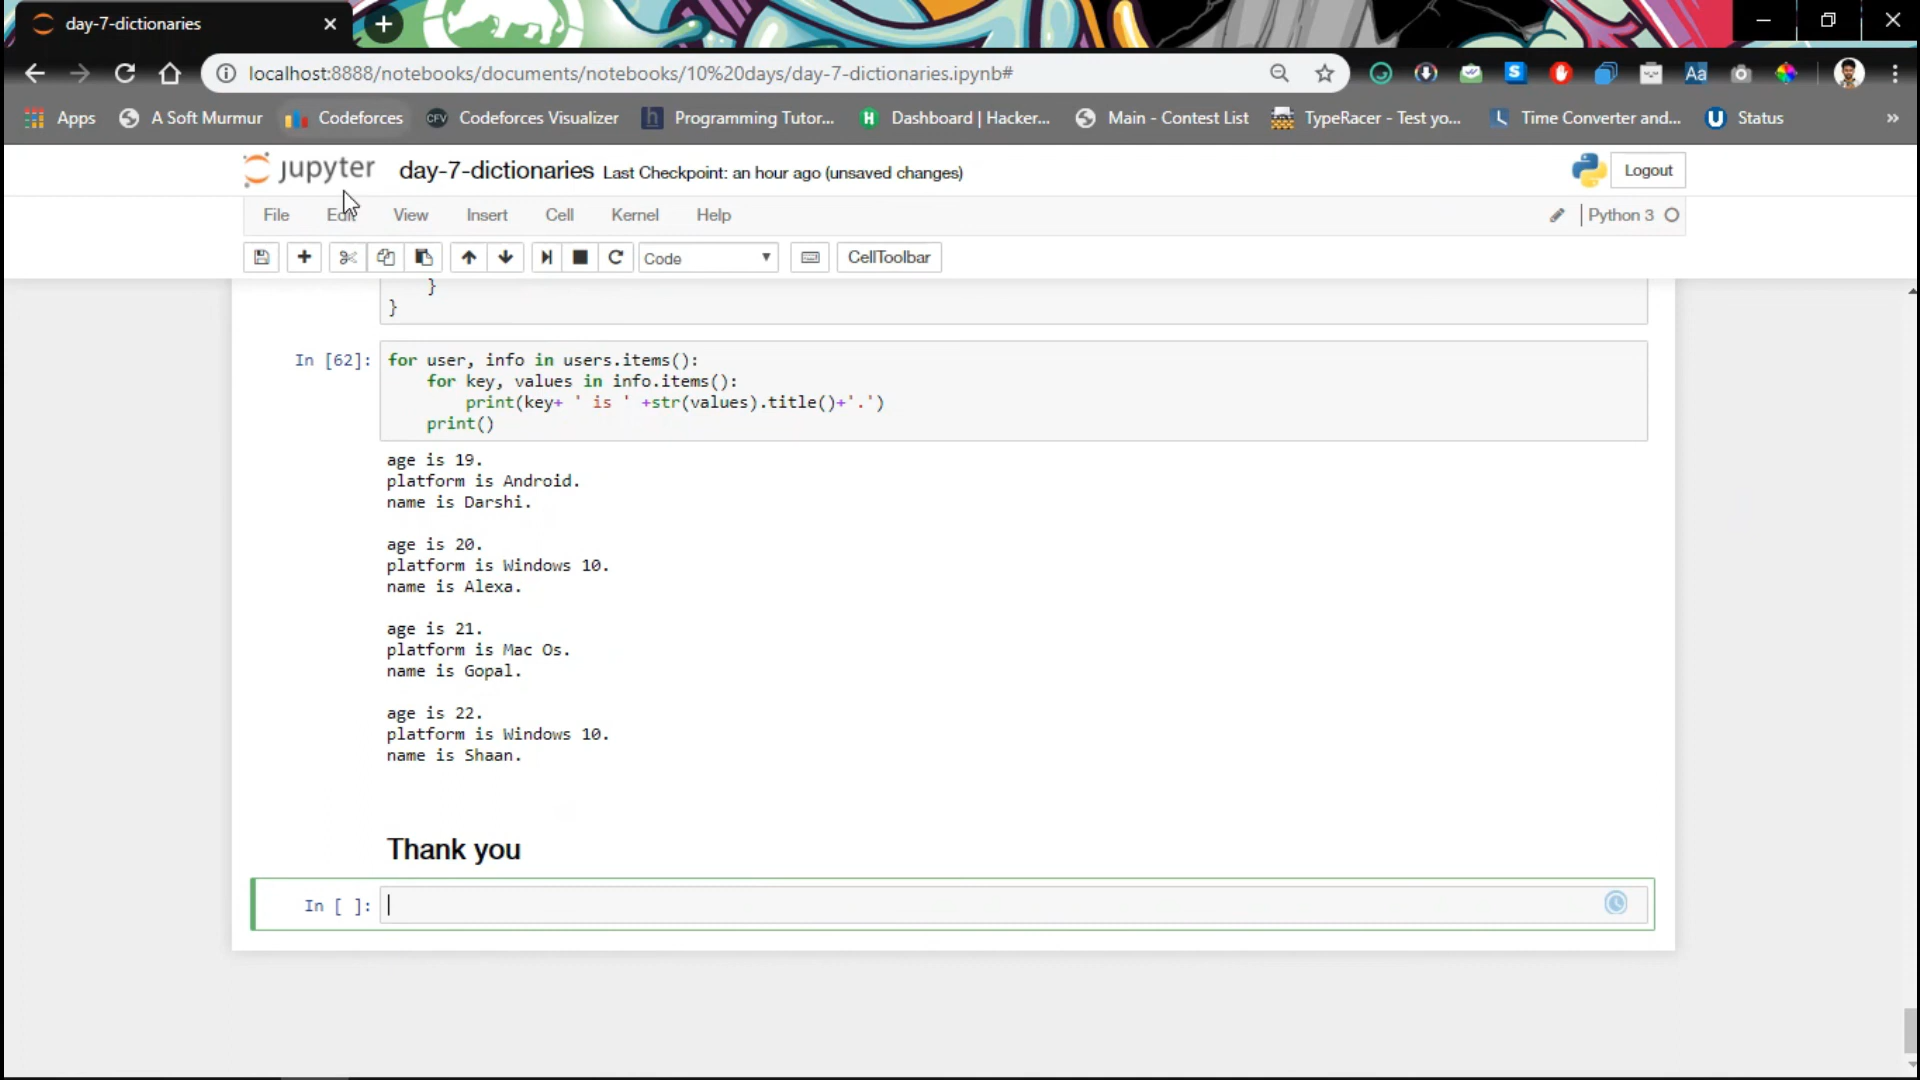 day-7-dictionaries
localhost:8888/notebooks/documents/notebooks/10%20days/day-7-dictionaries.ipynb#
Apps A Soft Murmur Codeforces CFV Codeforces Visualizer h Programming Tutor... H Dashboard | Hacker... Main - Contest List TypeRacer - Test yo... Time Converter and... U Status »
jupyter day-7-dictionaries Last Checkpoint: an hour ago (unsaved changes) Logout
File Edit View Insert Cell Kernel Help Python 3
Code CellToolbar
}
}
In [62]: for user, info in users.items():
for key, values in info.items():
print(key+ ' is ' +str(values).title()+'.')
print()
age is 19.
platform is Android.
name is Darshi.
age is 20.
platform is Windows 10.
name is Alexa.
age is 21.
platform is Mac Os.
name is Gopal.
age is 22.
platform is Windows 10.
name is Shaan.
Thank you
In [ ]: